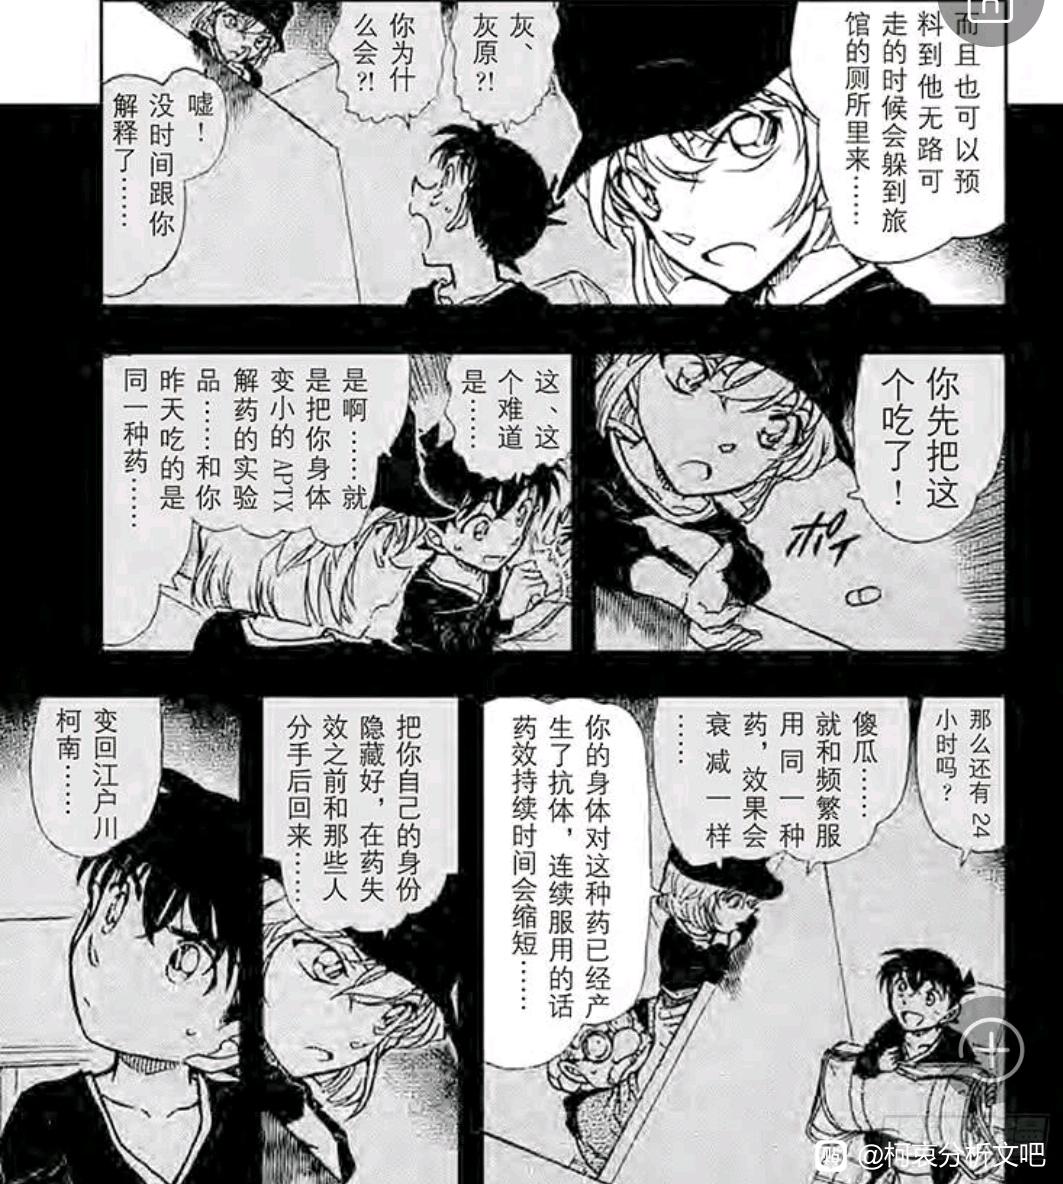 而且也可以预
料到他无路可
走的时候会躲到旅
馆的厕所里来……
灰、
灰原?!
你为什
么会?!
嘘！
没时间跟你
解释了……
你先把这
个吃了！
ポイ
这、这
个难道
是……
是啊……就
是把你身体
变小的 APTX
解药的实验
品……和你
昨天吃的是
同一种药……
那么还有 24
小时吗？
傻瓜……
就和频繁服
用同一种
药，效果会
衰减一样
……
你的身体对这种药已经产
生了抗体，连续服用的话
药效持续时间会缩短……
把你自己的身份
隐藏好，在药失
效之前和那些人
分手后回来……
变回江户川
柯南……
@柯哀分析文吧